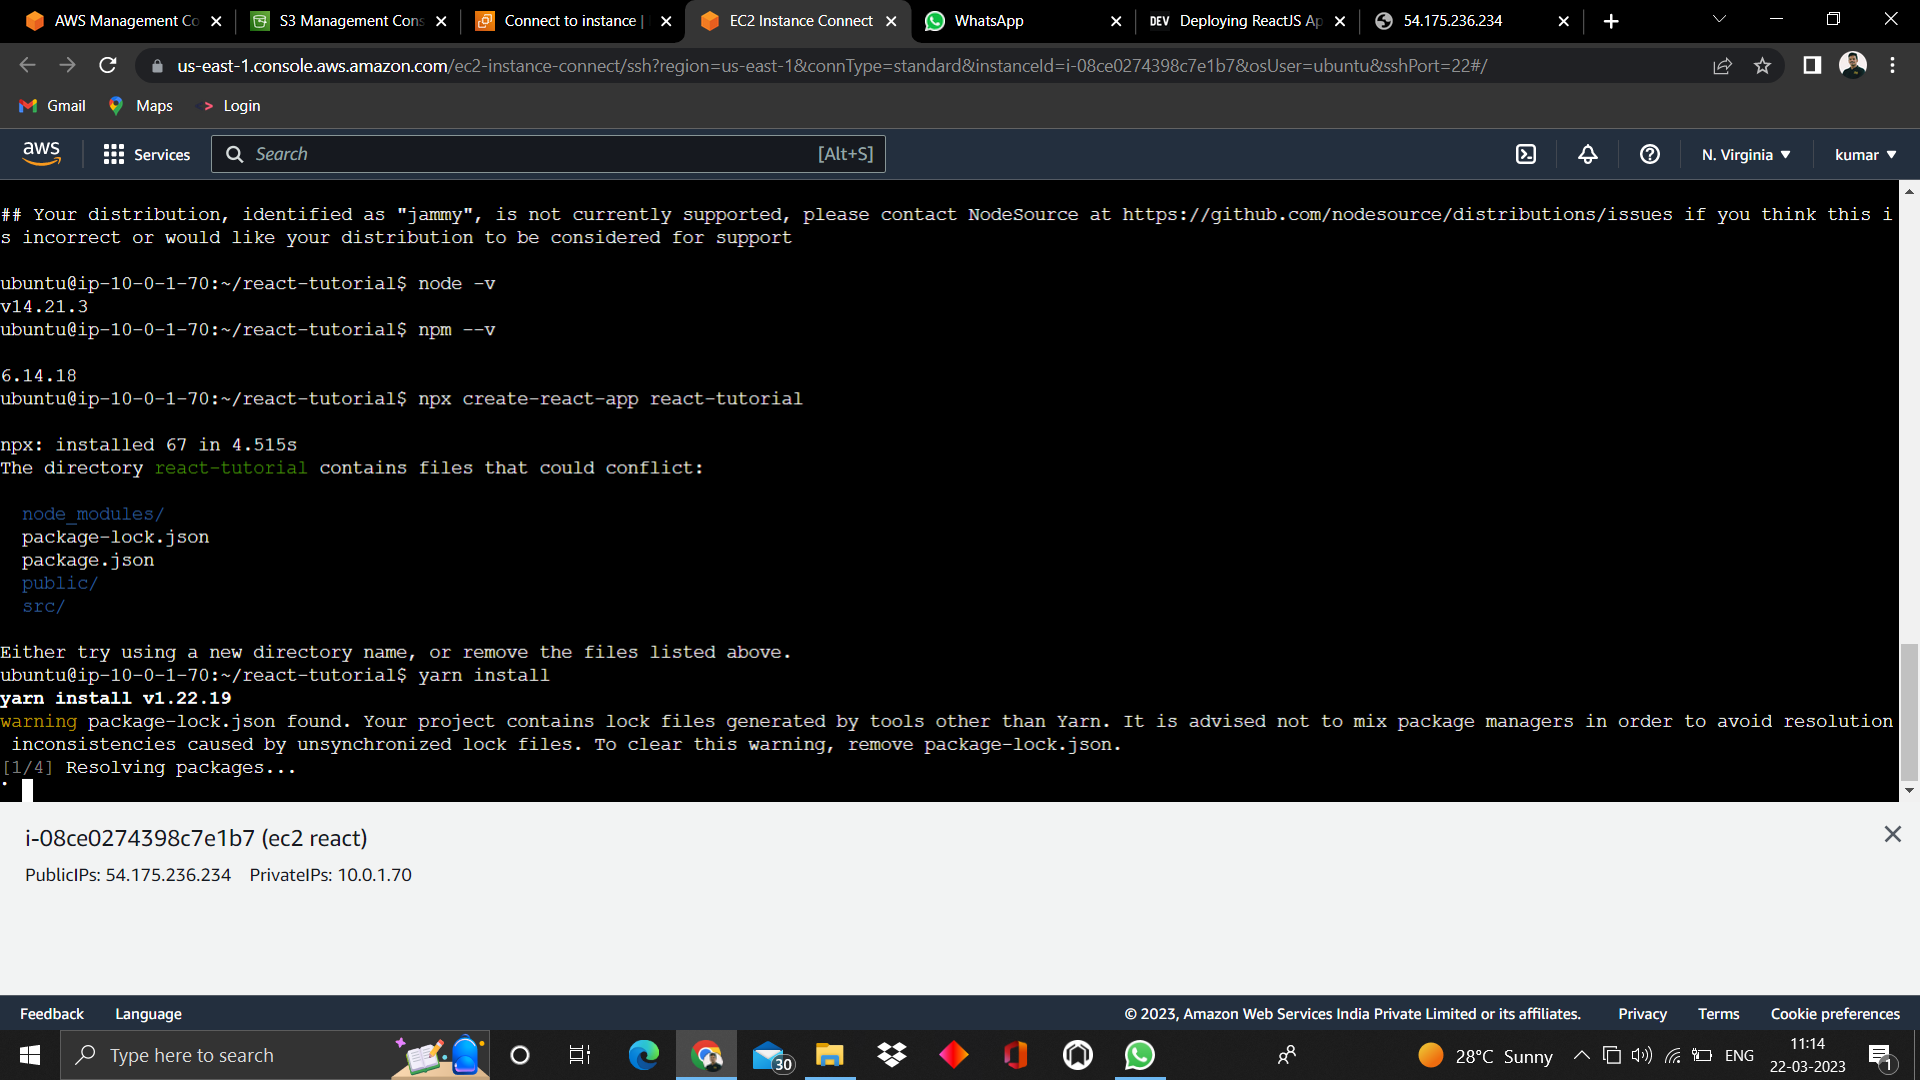 AWS Management Co
S3 Management Cons
Connect to instance |
EC2 Instance Connect
WhatsApp
DEV Deploying ReactJS Ap
54.175.236.234
us-east-1.console.aws.amazon.com/ec2-instance-connect/ssh?region=us-east-1&connType=standard&instanceId=i-08ce0274398c7e1b7&osUser=ubuntu&sshPort=22#/
Gmail Maps Login
aws Services Search [Alt+S] N. Virginia kumar
## Your distribution, identified as "jammy", is not currently supported, please contact NodeSource at https://github.com/nodesource/distributions/issues if you think this i
s incorrect or would like your distribution to be considered for support
ubuntu@ip-10-0-1-70:~/react-tutorial$ node -v
v14.21.3
ubuntu@ip-10-0-1-70:~/react-tutorial$ npm --v
6.14.18
ubuntu@ip-10-0-1-70:~/react-tutorial$ npx create-react-app react-tutorial
npx: installed 67 in 4.515s
The directory react-tutorial contains files that could conflict:
node_modules/
package-lock.json
package.json
public/
src/
Either try using a new directory name, or remove the files listed above.
ubuntu@ip-10-0-1-70:~/react-tutorial$ yarn install
yarn install v1.22.19
warning package-lock.json found. Your project contains lock files generated by tools other than Yarn. It is advised not to mix package managers in order to avoid resolution
inconsistencies caused by unsynchronized lock files. To clear this warning, remove package-lock.json.
[1/4] Resolving packages...
i-08ce0274398c7e1b7 (ec2 react)
PublicIPs: 54.175.236.234 PrivateIPs: 10.0.1.70
Feedback Language © 2023, Amazon Web Services India Private Limited or its affiliates. Privacy Terms Cookie preferences
Type here to search 30 28°C Sunny ENG 11:14
22-03-2023 1